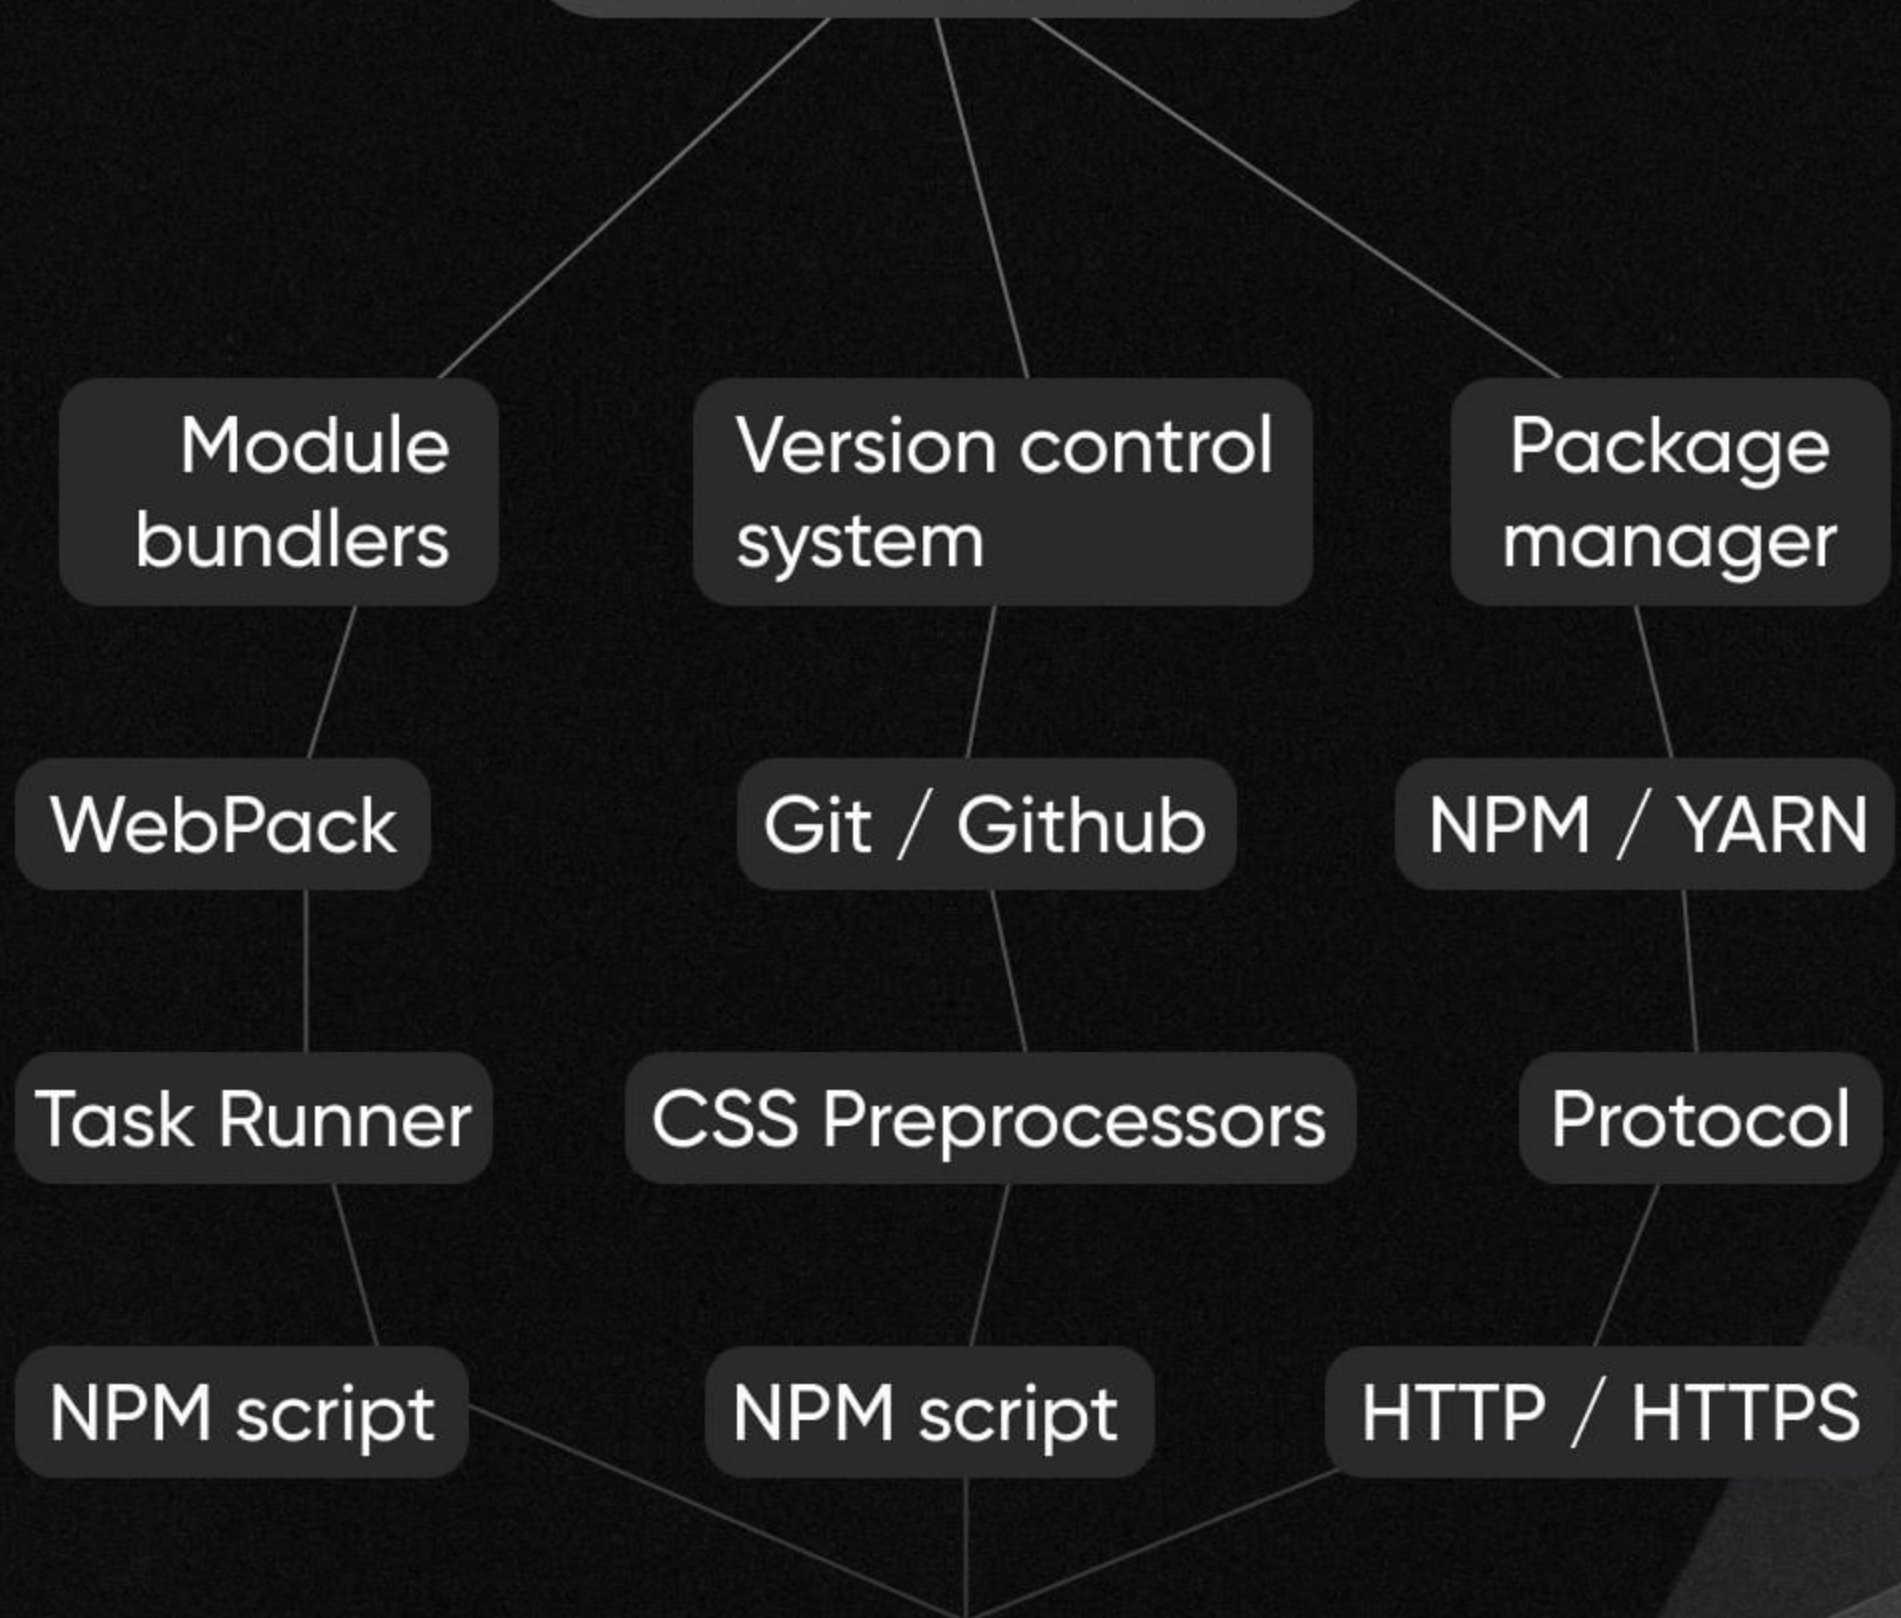 Module
bundlers
Version control
system
Package
manager
WebPack
Git / Github
NPM / YARN
Task Runner
CSS Preprocessors
Protocol
NPM script
NPM script
HTTP / HTTPS